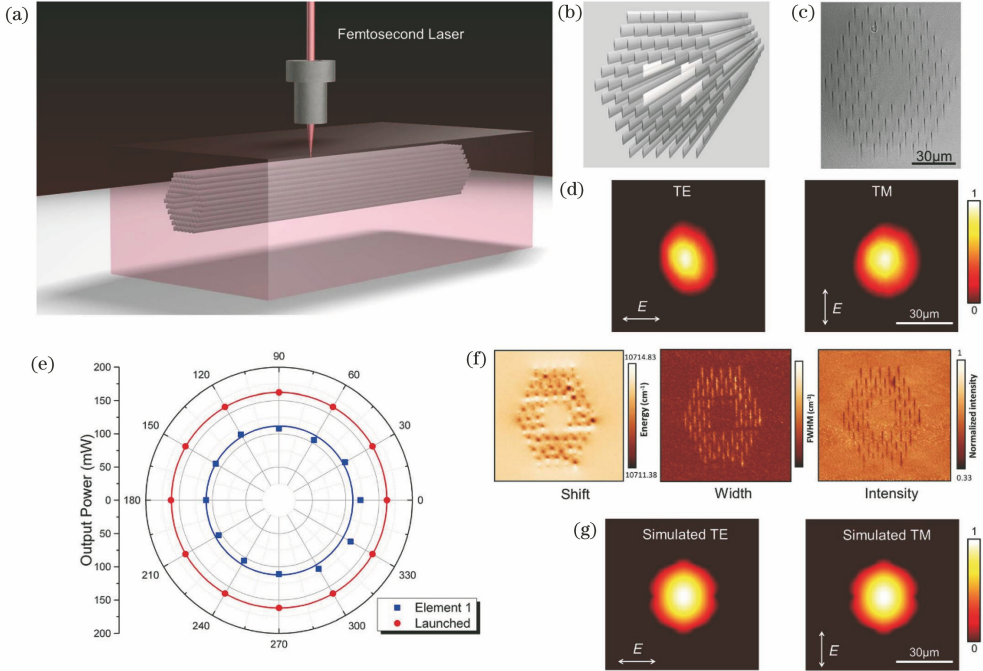 (a)
Femtosecond Laser
(b)
(c)
30μm
(d)
TE
E
TM
E
30μm
1
0
(e)
90
120
60
150
30
180
0
210
330
240
300
270
200
150
100
50
0
50
100
150
200
Output Power (mW)
Element 1
Launched
(f)
10714.83
Energy (cm⁻¹)
10711.38
FWHM (cm⁻¹)
1
Normalized intensity
0.33
Shift
Width
Intensity
(g)
Simulated TE
E
Simulated TM
E
30μm
1
0